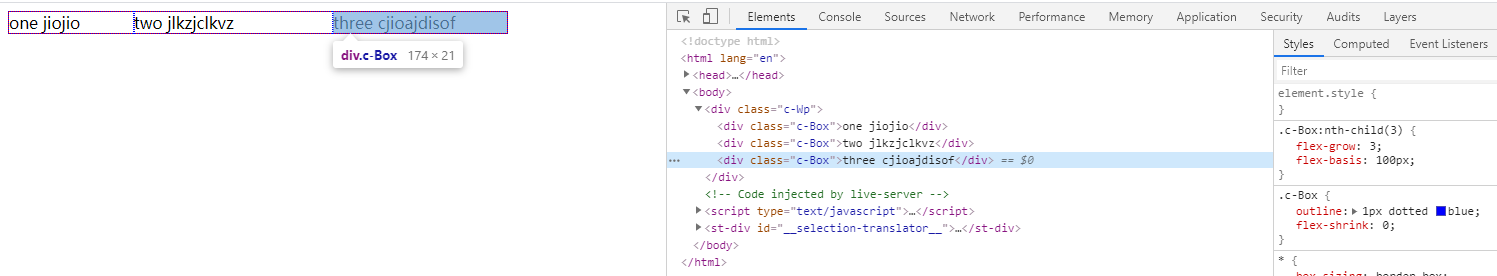 one jiojio two jlkzjclkvz three cjioajdisof
div.c-Box 174 × 21
Elements Console Sources Network Performance Memory Application Security Audits Layers
<!doctype html>
<html lang="en">
<head>…</head>
<body>
<div class="c-Wp">
<div class="c-Box">one jiojio</div>
<div class="c-Box">two jlkzjclkvz</div>
<div class="c-Box">three cjioajdisof</div> == $0
</div>
<!-- Code injected by live-server -->
<script type="text/javascript">…</script>
<st-div id="__selection-translator__">…</st-div>
</body>
</html>
Styles Computed Event Listeners
Filter
element.style {
}
.c-Box:nth-child(3) {
flex-grow: 3;
flex-basis: 100px;
}
.c-Box {
outline: 1px dotted blue;
flex-shrink: 0;
}
* {
box-sizing: border-box;